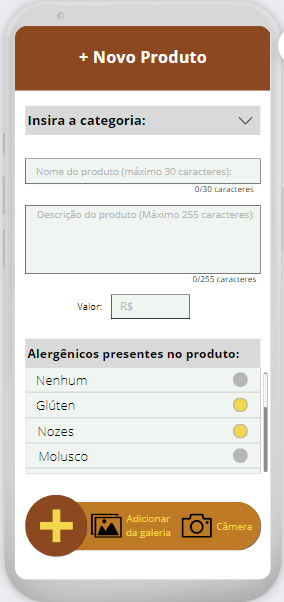 + Novo Produto
Insira a categoria:
Nome do produto (máximo 30 caracteres):
0/30 caracteres
Descrição do produto (Máximo 255 caracteres):
0/255 caracteres
Valor: R$
Alergênicos presentes no produto:
Nenhum
Glúten
Nozes
Molusco
Adicionar
da galeria
Câmera